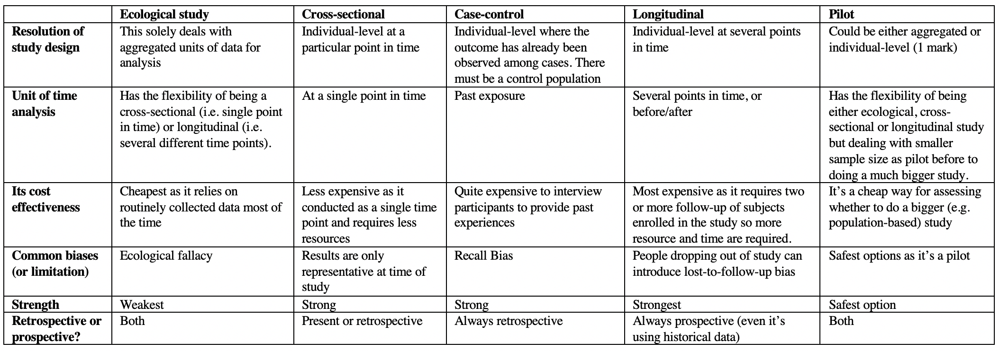 Ecological study
Cross-sectional
Case-control
Longitudinal
Pilot
Resolution of
study design
This solely deals with
aggregated units of data for
analysis
Individual-level at a
particular point in time
Individual-level where the
outcome has already been
observed among cases. There
must be a control population
Individual-level at several points
in time
Could be either aggregated or
individual-level (1 mark)
Unit of time
analysis
Has the flexibility of being a
cross-sectional (i.e. single point
in time) or longitudinal (i.e.
several different time points).
At a single point in time
Past exposure
Several points in time, or
before/after
Has the flexibility of being
either ecological, cross-
sectional or longitudinal study
but dealing with smaller
sample size as pilot before to
doing a much bigger study.
Its cost
effectiveness
Cheapest as it relies on
routinely collected data most of
the time
Less expensive as it
conducted as a single time
point and requires less
resources
Quite expensive to interview
participants to provide past
experiences
Most expensive as it requires two
or more follow-up of subjects
enrolled in the study so more
resource and time are required.
It’s a cheap way for assessing
whether to do a bigger (e.g.
population-based) study
Common biases
(or limitation)
Ecological fallacy
Results are only
representative at time of
study
Recall Bias
People dropping out of study can
introduce lost-to-follow-up bias
Safest options as it’s a pilot
Strength
Weakest
Strong
Strong
Strongest
Safest option
Retrospective or
prospective?
Both
Present or retrospective
Always retrospective
Always prospective (even it’s
using historical data)
Both